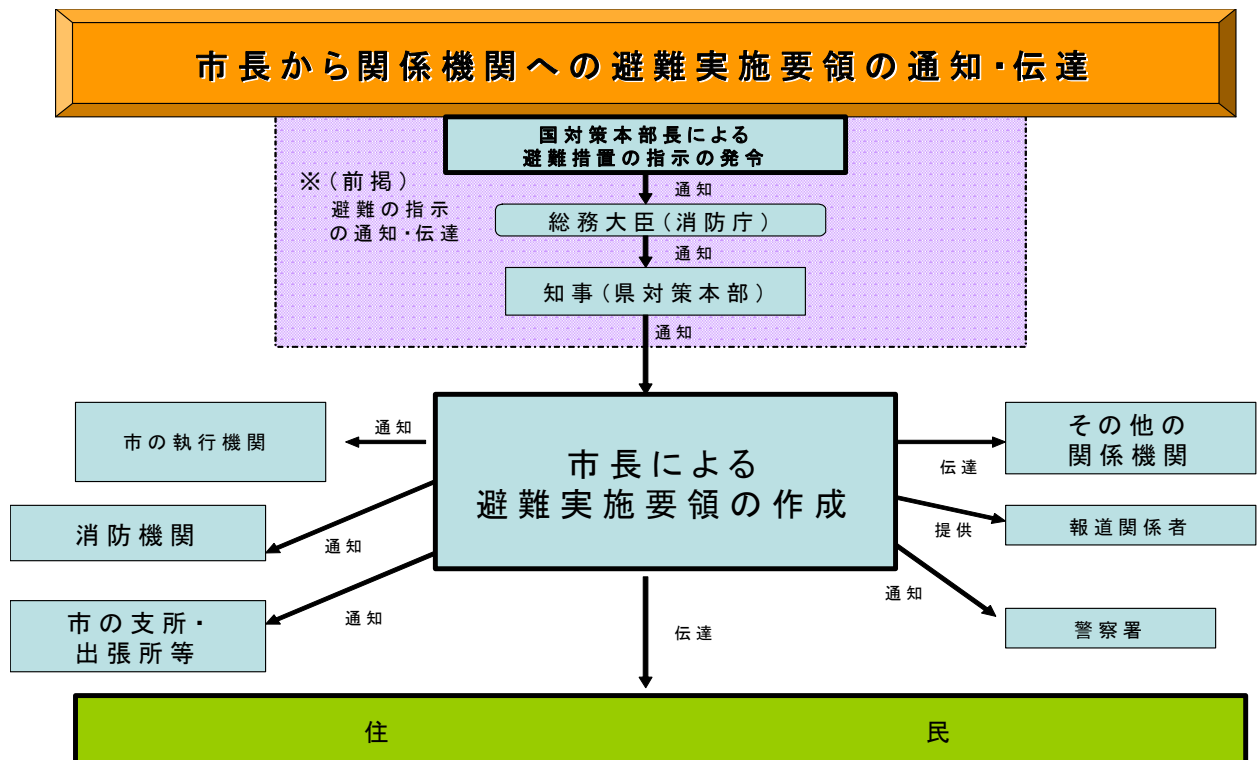 市長から関係機関への避難実施要領の通知・伝達
国対策本部長による
避難措置の指示の発令
※(前掲)
避難の指示
の通知・伝達
通知
総務大臣(消防庁)
通知
知事(県対策本部)
通知
市の執行機関
通知
市長による
避難実施要領の作成
その他の
関係機関
伝達
消防機関
通知
提供
報道関係者
市の支所・
出張所等
通知
通知
警察署
伝達
住民